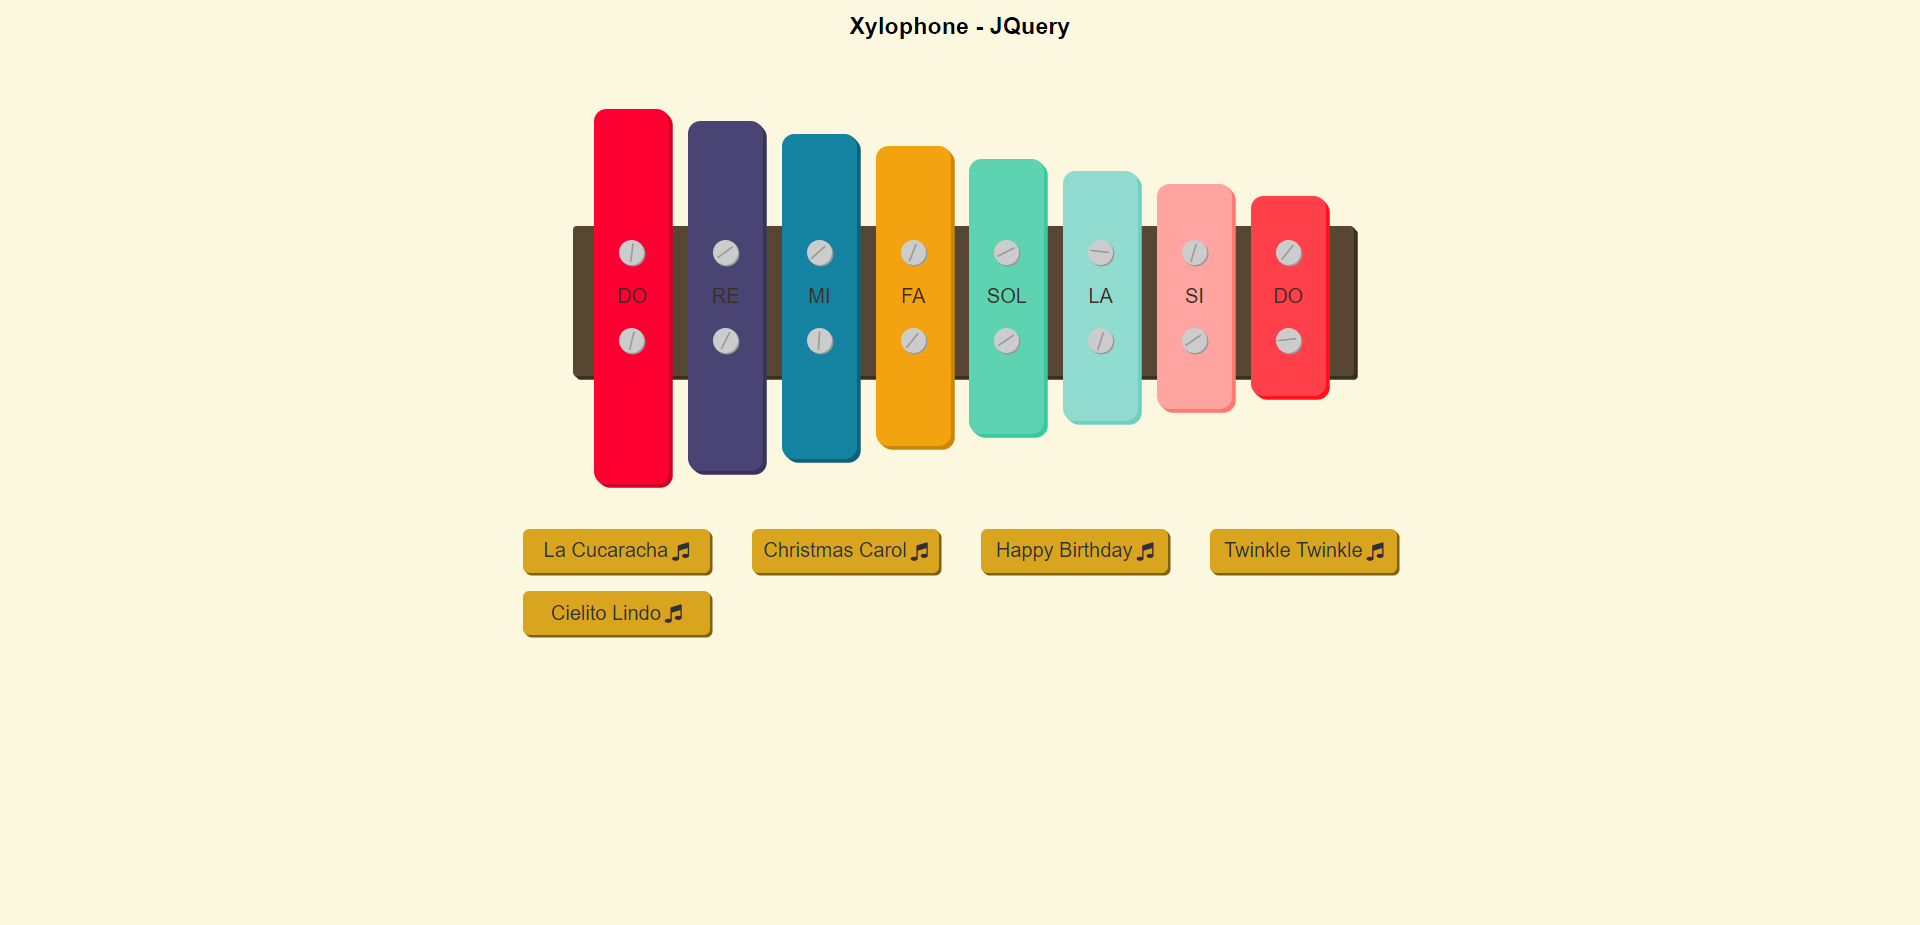 Xylophone - JQuery
DO RE MI FA SOL LA SI DO
La Cucaracha Christmas Carol Happy Birthday Twinkle Twinkle
Cielito Lindo